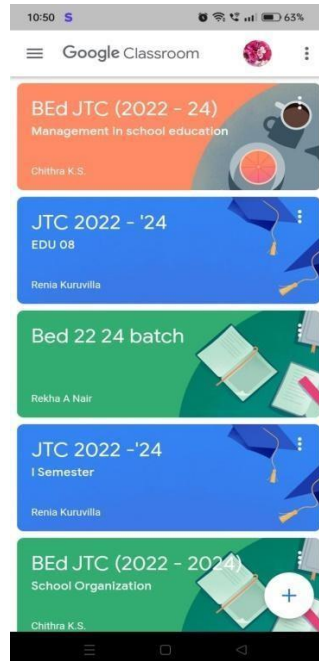 10:50 S 63%
Google Classroom
BEd JTC (2022 - 24)
Management in school education
Chithra K.S.
JTC 2022 - '24
EDU 08
Renia Kuruvilla
Bed 22 24 batch
Rekha A Nair
JTC 2022 -'24
I Semester
Renia Kuruvilla
BEd JTC (2022 - 2024)
School Organization
Chithra K.S.